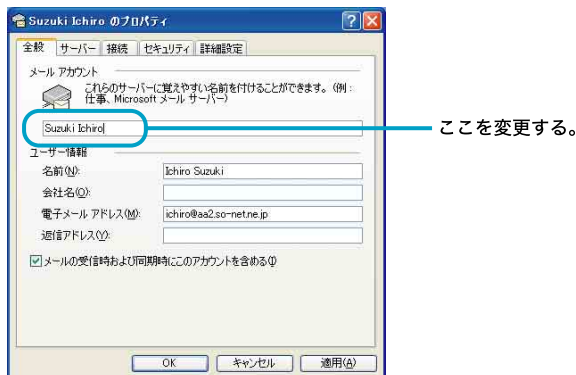 Suzuki Ichiro のプロパティ
全般 サーバー 接続 セキュリティ 詳細設定
メール アカウント
これらのサーバーに覚えやすい名前を付けることができます。(例:
仕事、Microsoft メール サーバー)
Suzuki Ichiro
ここを変更する。
ユーザー情報
名前(N): Ichiro Suzuki
会社名(O):
電子メール アドレス(M): ichiro@aa2.so-net.ne.jp
返信アドレス(Y):
メールの受信時および同期時にこのアカウントを含める(I)
OK キャンセル 適用(A)